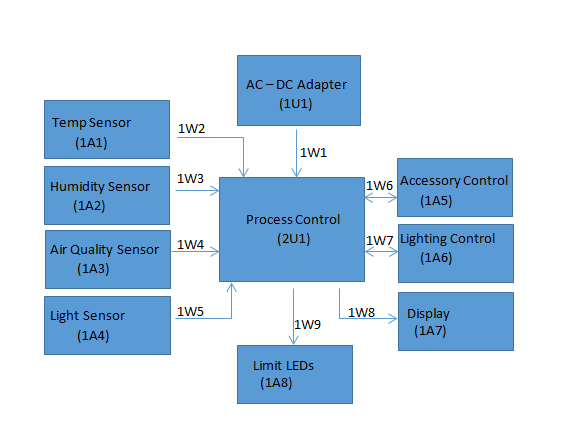 AC – DC Adapter
(1U1)
Temp Sensor
(1A1)
1W2
1W1
Humidity Sensor
(1A2)
1W3
Process Control
(2U1)
1W6
Accessory Control
(1A5)
Air Quality Sensor
(1A3)
1W4
1W7
Lighting Control
(1A6)
Light Sensor
(1A4)
1W5
1W9
1W8
Display
(1A7)
Limit LEDs
(1A8)